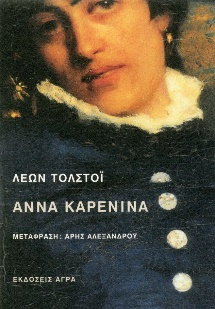 ΛΕΩΝ ΤΟΛΣΤΟΪ
ΑΝΝΑ ΚΑΡΕΝΙΝΑ
ΜΕΤΑΦΡΑΣΗ: ΑΡΗΣ ΑΛΕΞΑΝΔΡΟΥ
ΕΚΔΟΣΕΙΣ ΑΓΡΑ